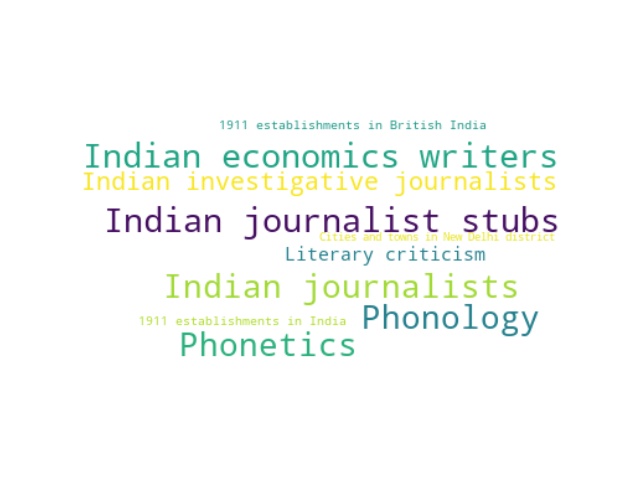 1911 establishments in British India
Indian economics writers
Indian investigative journalists
Indian journalist stubs
Cities and towns in New Delhi district
Literary criticism
Indian journalists
1911 establishments in India
Phonology
Phonetics